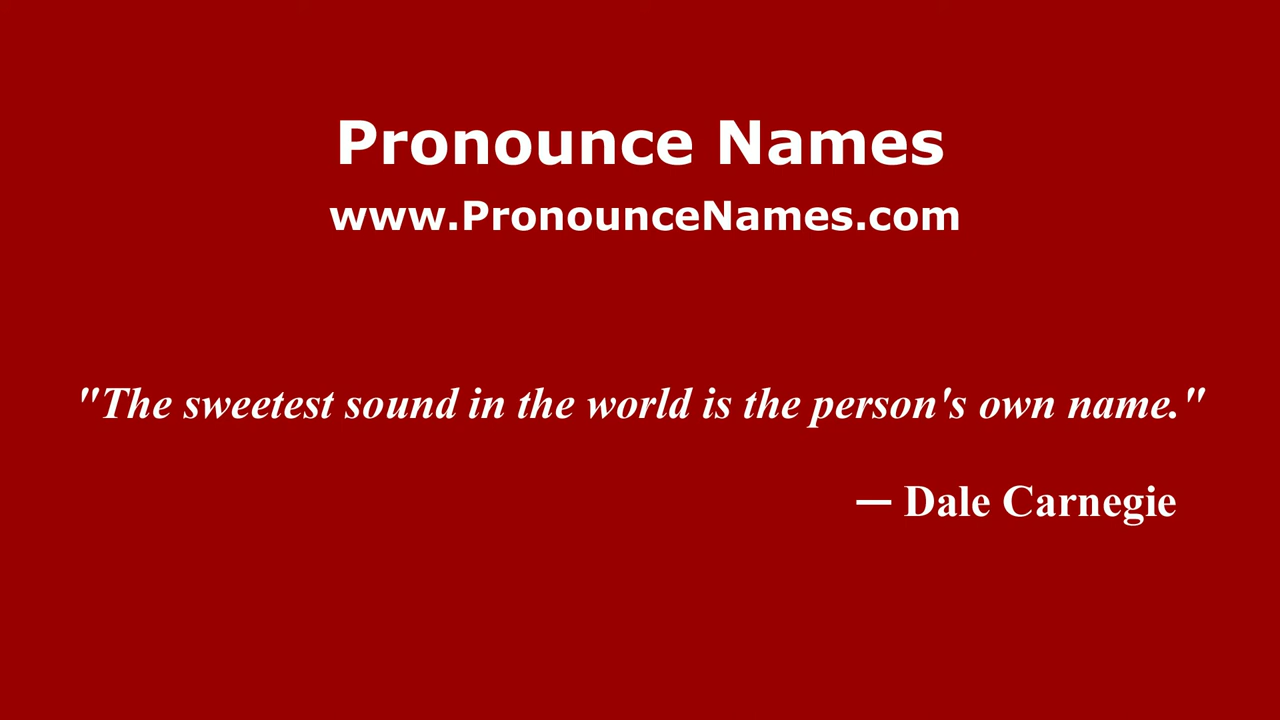 Pronounce Names
www.PronounceNames.com
"The sweetest sound in the world is the person's own name."
— Dale Carnegie